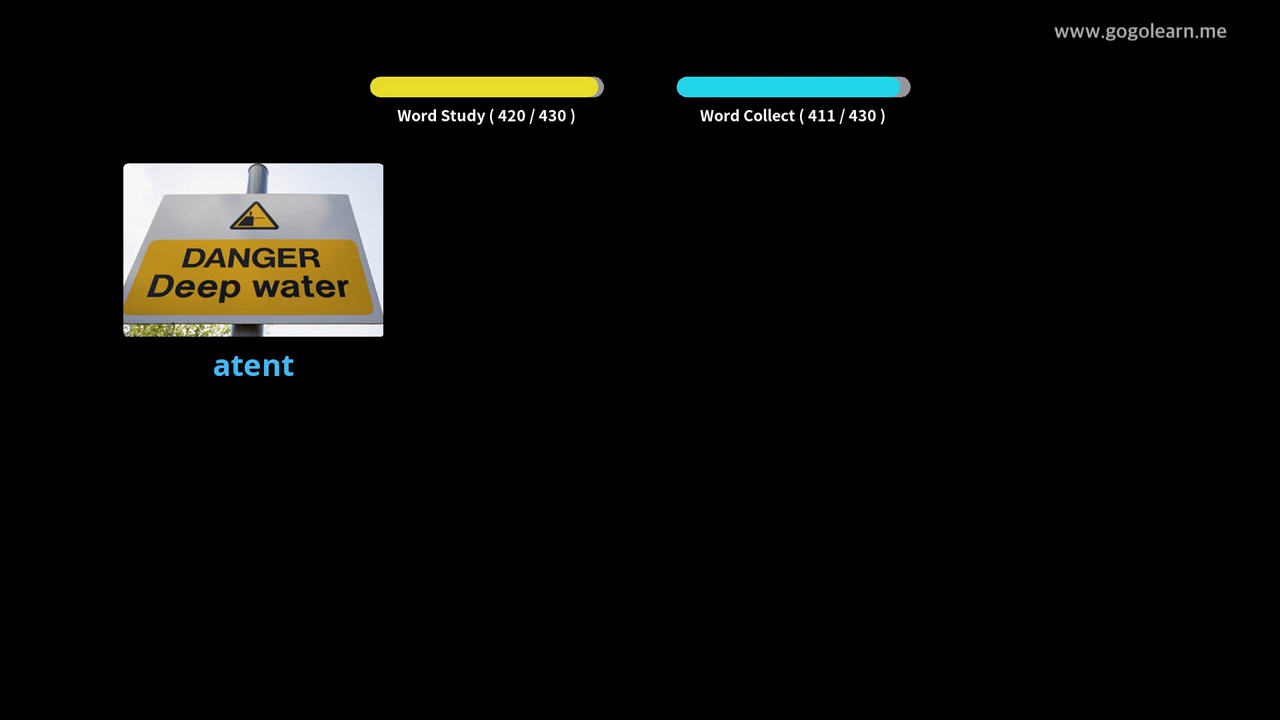 www.gogolearn.me
Word Study ( 420 / 430 )
Word Collect ( 411 / 430 )
DANGER
Deep water
atent